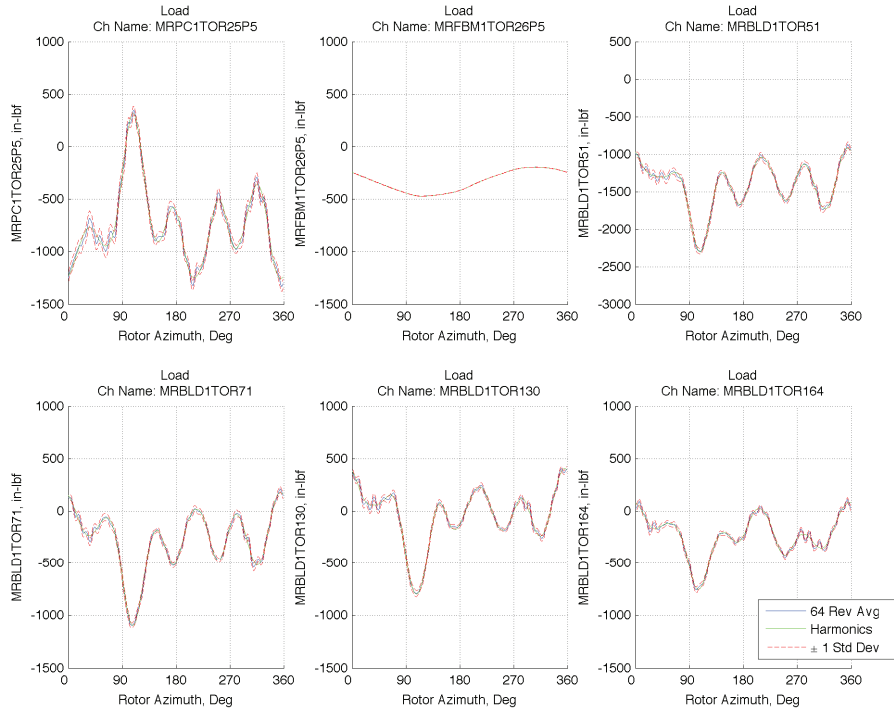 Load
Ch Name: MRPC1TOR25P5
MRPC1TOR25P5, in-lbf
1000
500
0
-500
-1000
-1500
0 90 180 270 360
Rotor Azimuth, Deg
Load
Ch Name: MRFBM1TOR26P5
MRFBM1TOR26P5, in-lbf
1000
500
0
-500
-1000
-1500
0 90 180 270 360
Rotor Azimuth, Deg
Load
Ch Name: MRBLD1TOR51
MRBLD1TOR51, in-lbf
500
0
-500
-1000
-1500
-2000
-2500
-3000
0 90 180 270 360
Rotor Azimuth, Deg
Load
Ch Name: MRBLD1TOR71
MRBLD1TOR71, in-lbf
1000
500
0
-500
-1000
-1500
0 90 180 270 360
Rotor Azimuth, Deg
Load
Ch Name: MRBLD1TOR130
MRBLD1TOR130, in-lbf
1000
500
0
-500
-1000
-1500
0 90 180 270 360
Rotor Azimuth, Deg
Load
Ch Name: MRBLD1TOR164
MRBLD1TOR164, in-lbf
1000
500
0
-500
-1000
-1500
0 90 180 270 360
Rotor Azimuth, Deg
64 Rev Avg
Harmonics
± 1 Std Dev